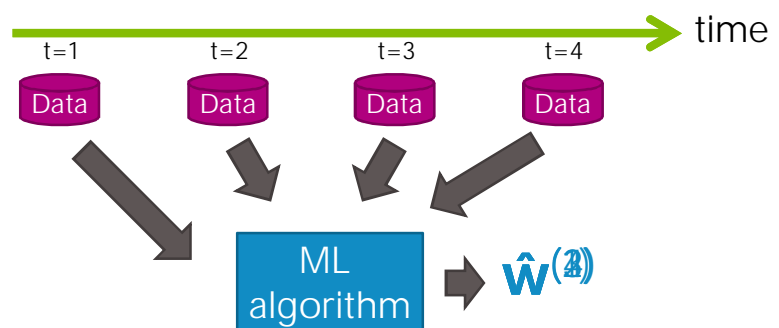 time
t=1 t=2 t=3 t=4
Data Data Data Data
ML
algorithm
ŵ